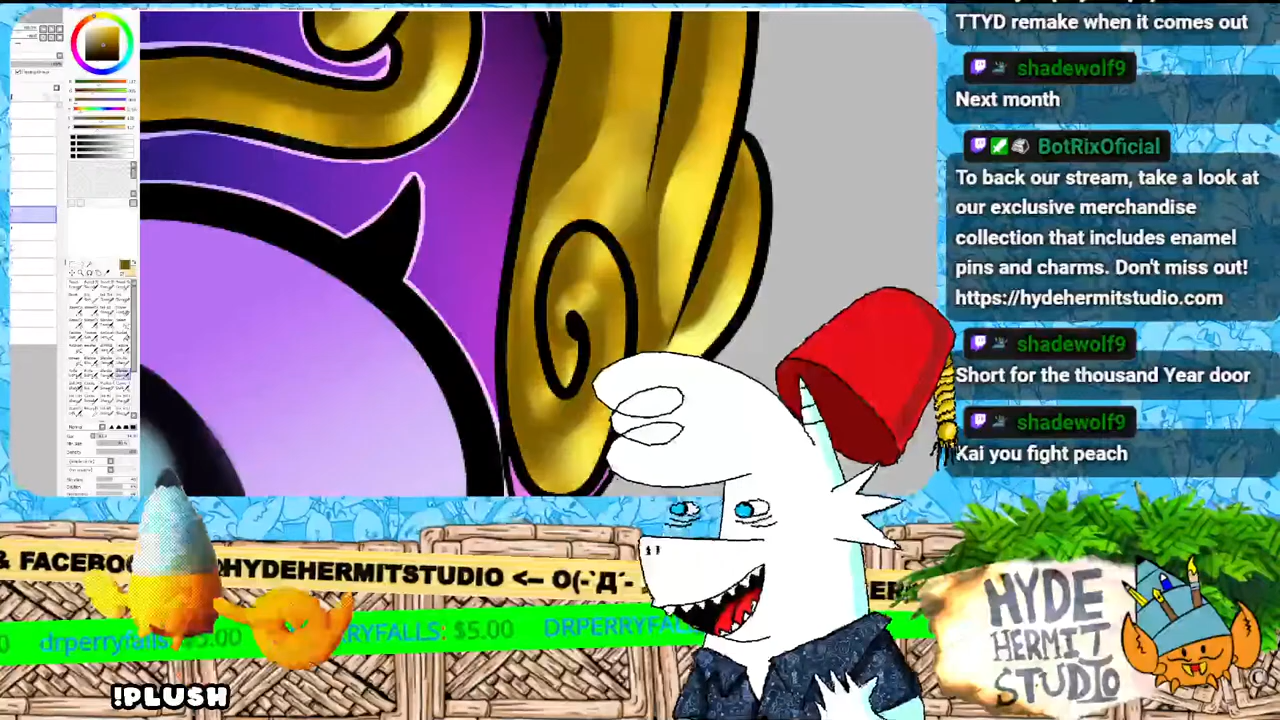 TTYD remake when it comes out
shadewolf9
Next month
BotRixOficial
To back our stream, take a look at
our exclusive merchandise
collection that includes enamel
pins and charms. Don't miss out!
https://hydehermitstudio.com
shadewolf9
Short for the thousand Year door
shadewolf9
Kai you fight peach
HYDEHERMITSTUDIO <- O(-`Д´-
drperryfalls: $5.00
RRYFALLS: $5.00
DRPERRYFAL
!PLUSH
HYDE
HERMIT
STUDIO